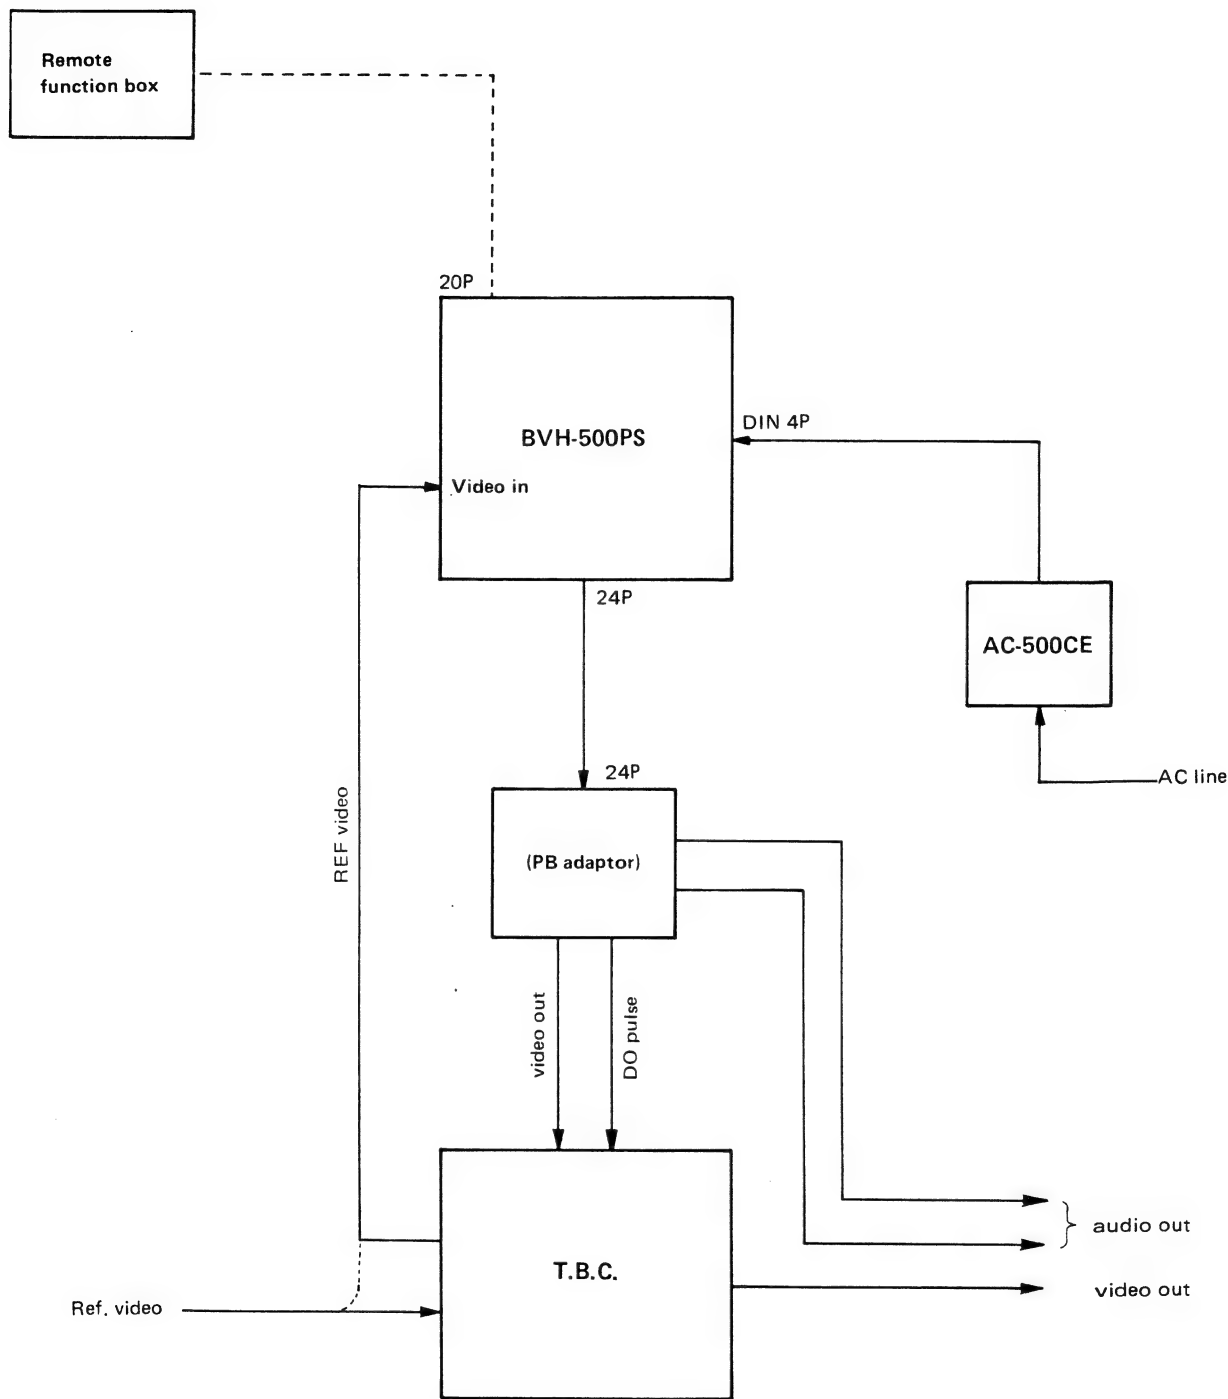 Remote
function box
20P
BVH-500PS
DIN 4P
Video in
24P
AC-500CE
24P
AC line
REF video
(PB adaptor)
video out
DO pulse
audio out
T.B.C.
video out
Ref. video